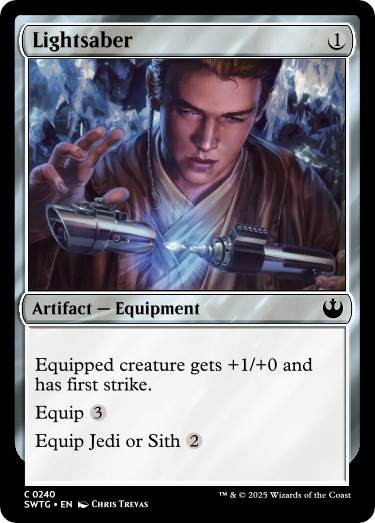 Lightsaber 1
Artifact — Equipment
Equipped creature gets +1/+0 and
has first strike.
Equip 3
Equip Jedi or Sith 2
C 0240
SWTG • EN Chris Trevas
™ & © 2025 Wizards of the Coast